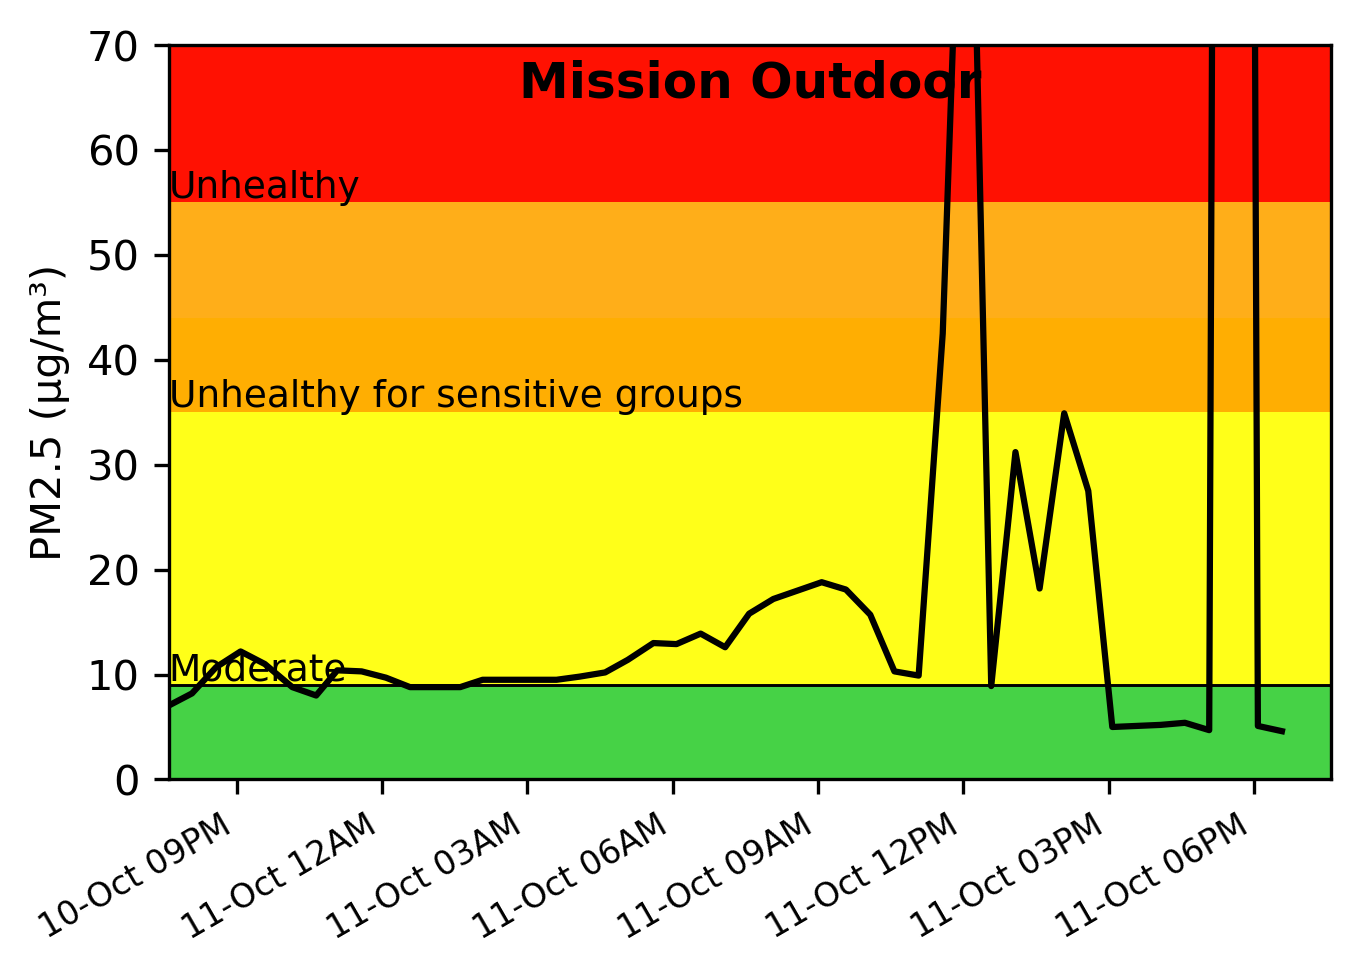 Mission Outdoor
70
60
50
40
30
20
10
0
PM2.5 (µg/m³)
Unhealthy
Unhealthy for sensitive groups
Moderate
10-Oct 09PM
11-Oct 12AM
11-Oct 03AM
11-Oct 06AM
11-Oct 09AM
11-Oct 12PM
11-Oct 03PM
11-Oct 06PM